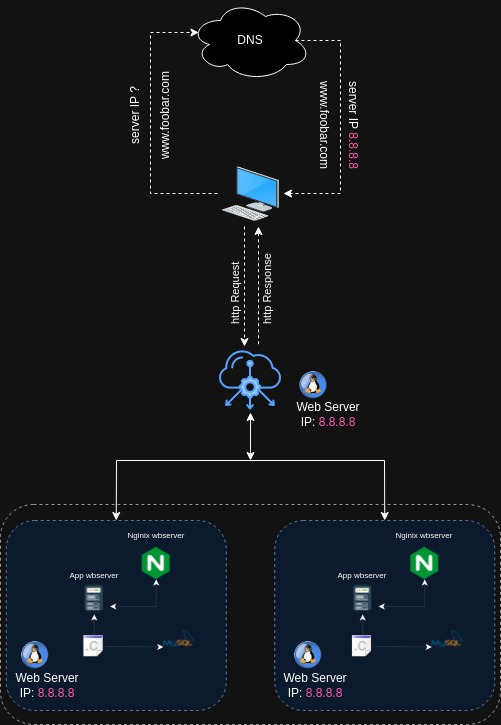 DNS
server IP ?
www.foobar.com
server IP 8.8.8.8
www.foobar.com
http Request
http Response
Web Server
IP: 8.8.8.8
Nginix wbserver
N
App wbserver
.C
MySQL
Web Server
IP: 8.8.8.8
Nginix wbserver
N
App wbserver
.C
MySQL
Web Server
IP: 8.8.8.8